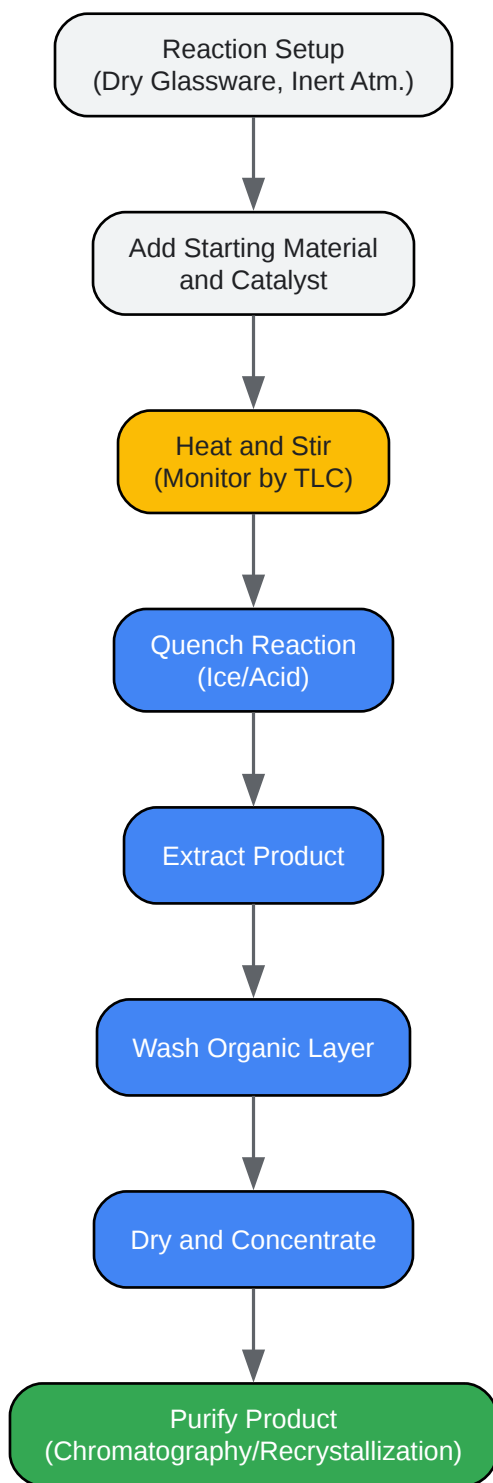 Reaction Setup
(Dry Glassware, Inert Atm.)
Add Starting Material
and Catalyst
Heat and Stir
(Monitor by TLC)
Quench Reaction
(Ice/Acid)
Extract Product
Wash Organic Layer
Dry and Concentrate
Purify Product
(Chromatography/Recrystallization)